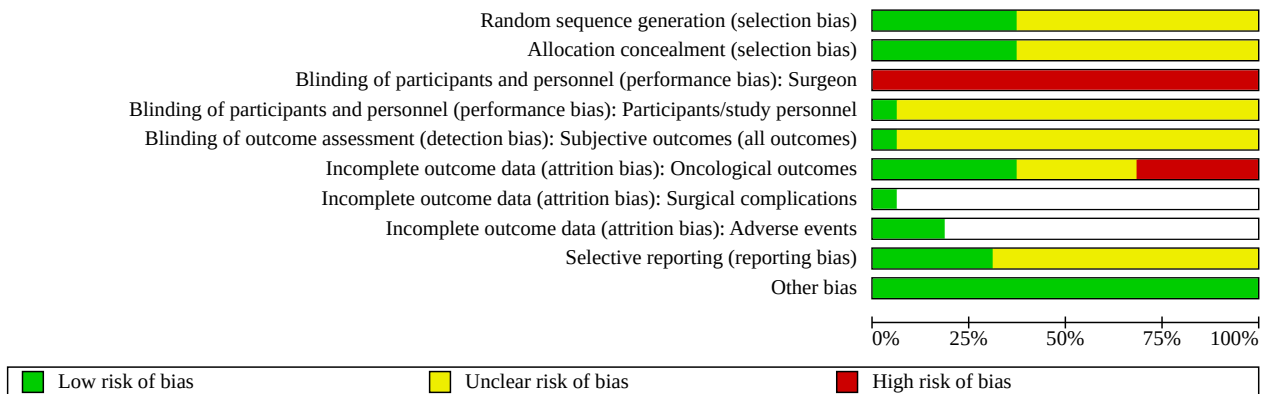 Random sequence generation (selection bias)
Allocation concealment (selection bias)
Blinding of participants and personnel (performance bias): Surgeon
Blinding of participants and personnel (performance bias): Participants/study personnel
Blinding of outcome assessment (detection bias): Subjective outcomes (all outcomes)
Incomplete outcome data (attrition bias): Oncological outcomes
Incomplete outcome data (attrition bias): Surgical complications
Incomplete outcome data (attrition bias): Adverse events
Selective reporting (reporting bias)
Other bias
0% 25% 50% 75% 100%
Low risk of bias Unclear risk of bias High risk of bias